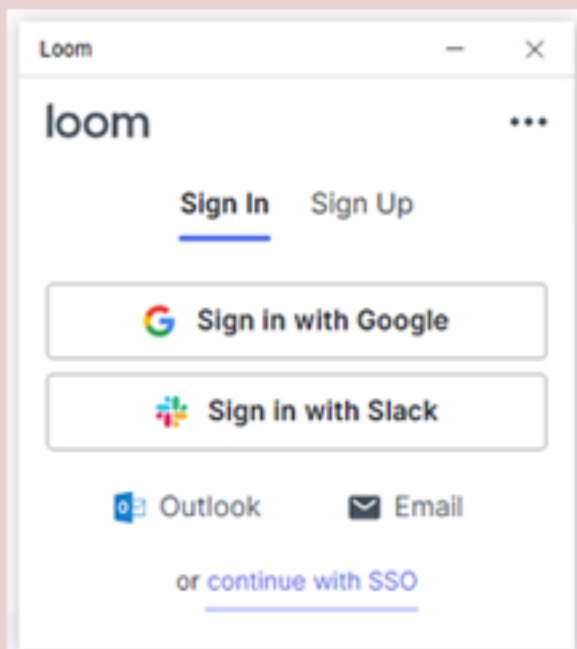 Loom
loom
Sign In Sign Up
Sign in with Google
Sign in with Slack
Outlook Email
or continue with SSO